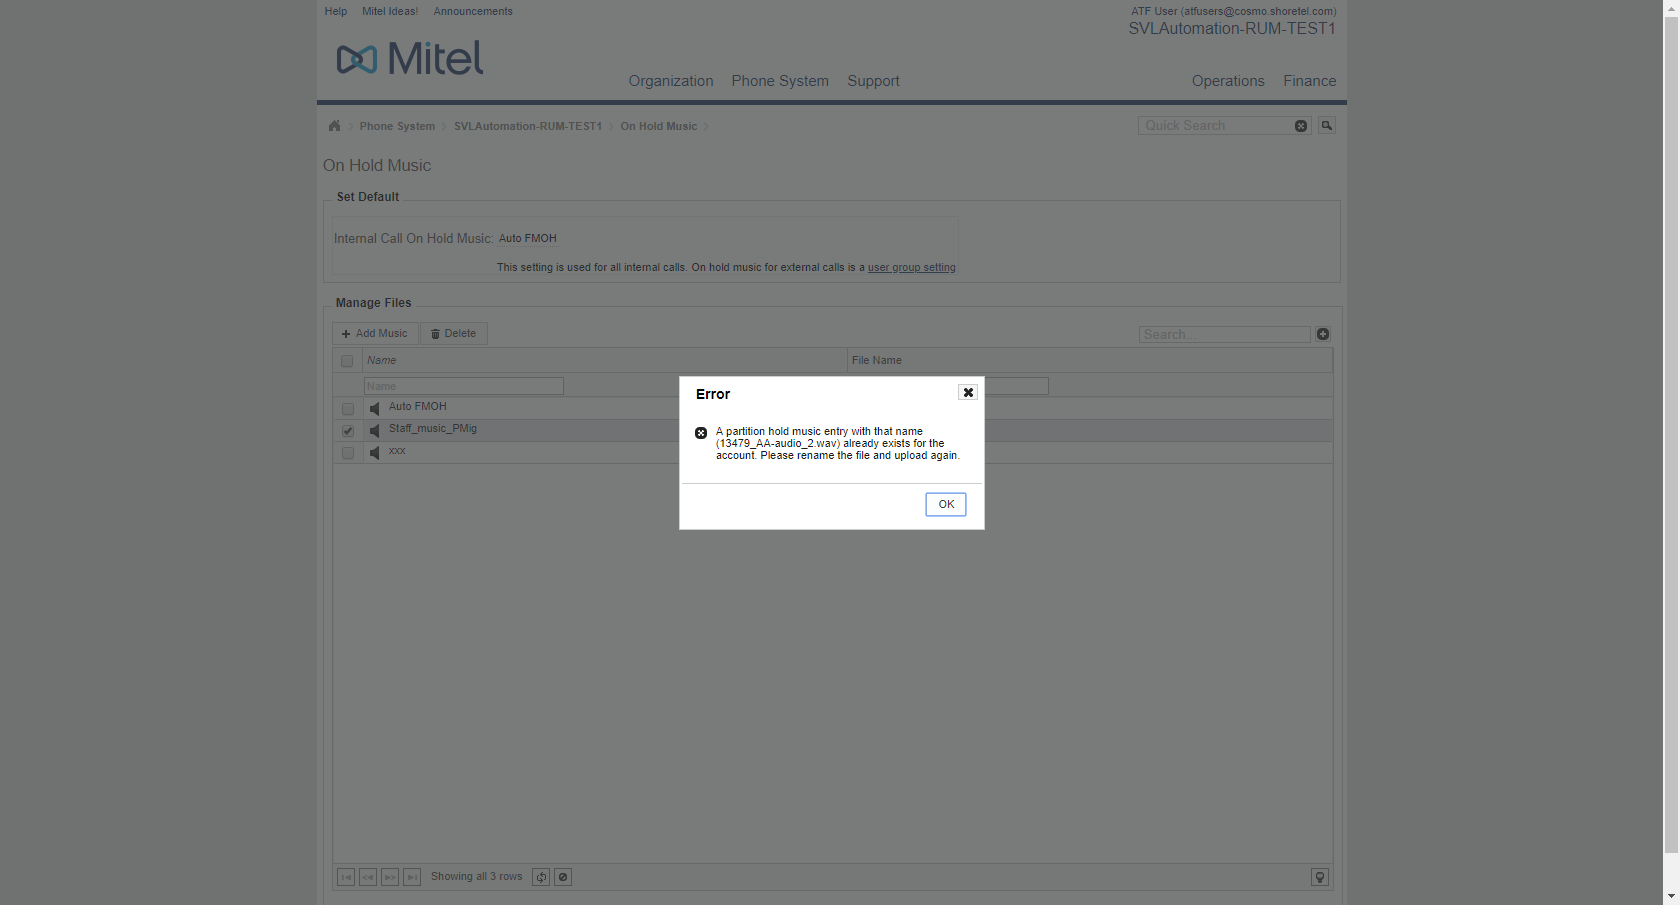 Help Mitel Ideas! Announcements
ATF User (atfusers@cosmo.shoretel.com)
SVLAutomation-RUM-TEST1
Mitel
Organization Phone System Support Operations Finance
Phone System SVLAutomation-RUM-TEST1 On Hold Music
Quick Search
On Hold Music
Set Default
Internal Call On Hold Music: Auto FMOH
This setting is used for all internal calls. On hold music for external calls is a user group setting
Manage Files
Add Music Delete
Search...
Name File Name
Name
Auto FMOH
Staff_music_PMig
xxx
Error
A partition hold music entry with that name
(13479_AA-audio_2.wav) already exists for the
account. Please rename the file and upload again.
OK
Showing all 3 rows